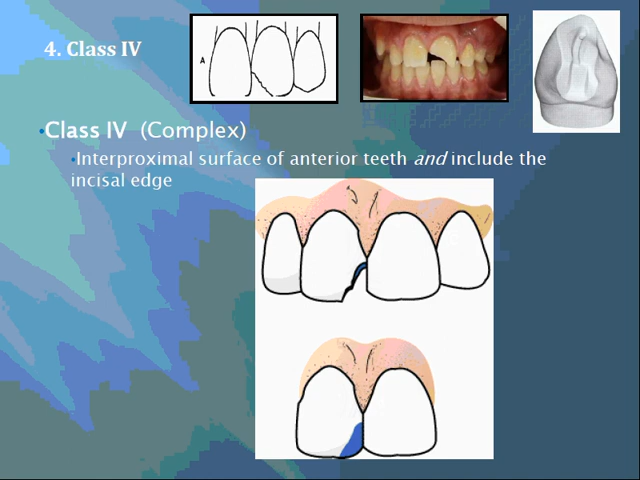 4. Class IV
A
•Class IV (Complex)
•Interproximal surface of anterior teeth and include the
incisal edge